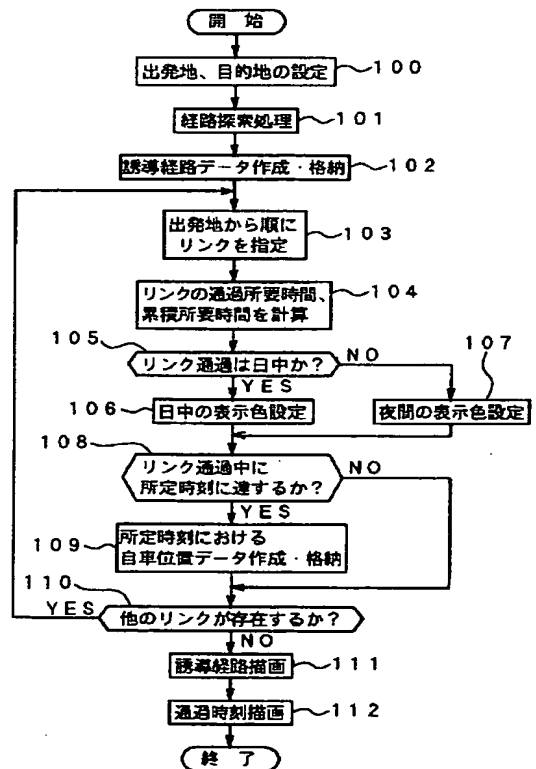 開 始
出発地、目的地の設定
100
経路探索処理
101
誘導経路データ作成・格納
102
出発地から順に
リンクを指定
103
リンクの通過所要時間、
累積所要時間を計算
104
105
リンク通過は日中か?
NO
107
YES
106
日中の表示色設定
夜間の表示色設定
108
リンク通過中に
所定時刻に達するか?
NO
YES
109
所定時刻における
自車位置データ作成・格納
110
YES
他のリンクが存在するか?
NO
誘導経路描画
111
通過時刻描画
112
終 了